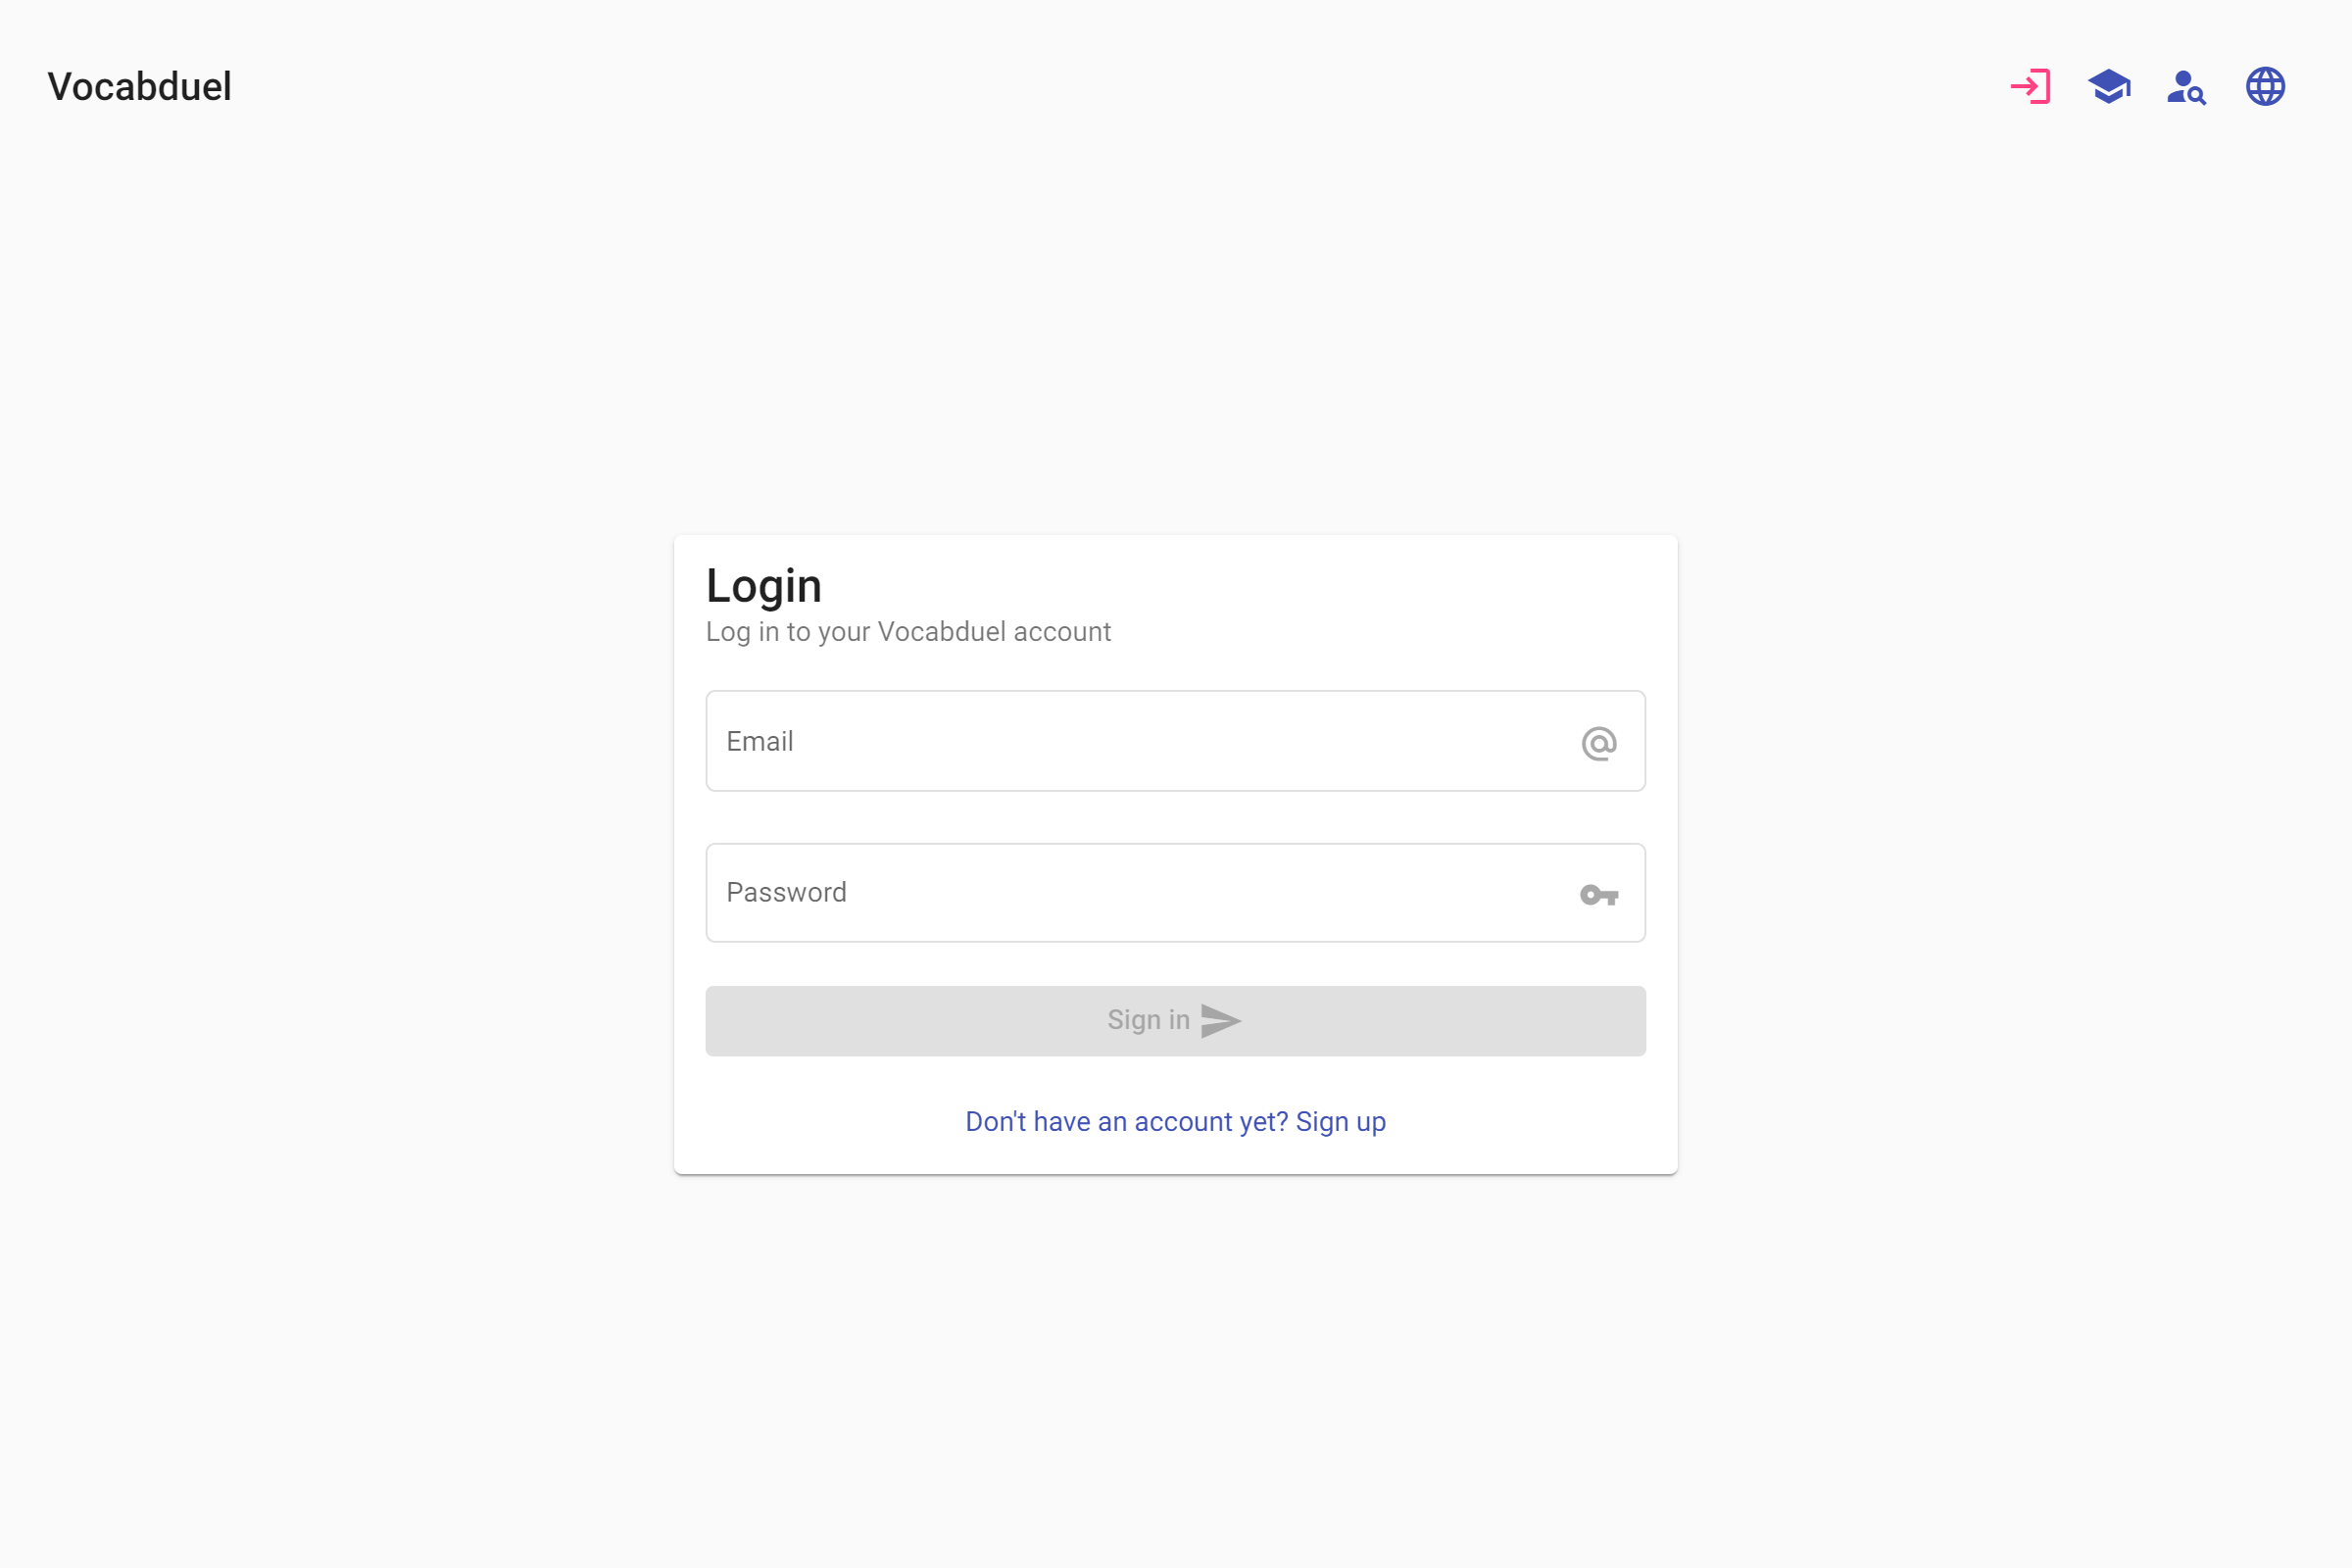 Vocabduel
Login
Log in to your Vocabduel account
Email
Password
Sign in
Don't have an account yet? Sign up